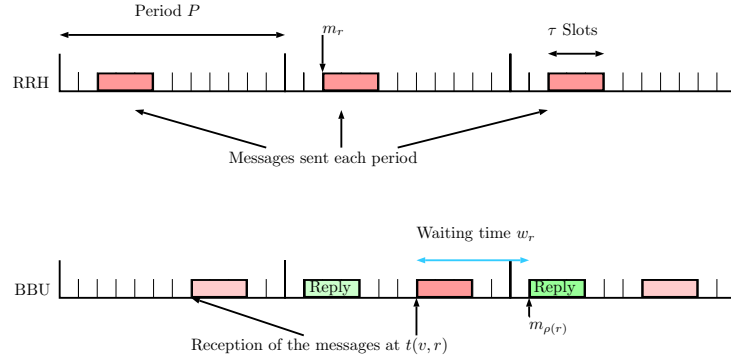 Period P
m_r
τ Slots
RRH
Messages sent each period
Waiting time w_r
BBU
Reply
Reply
m_ρ(r)
Reception of the messages at t(v, r)